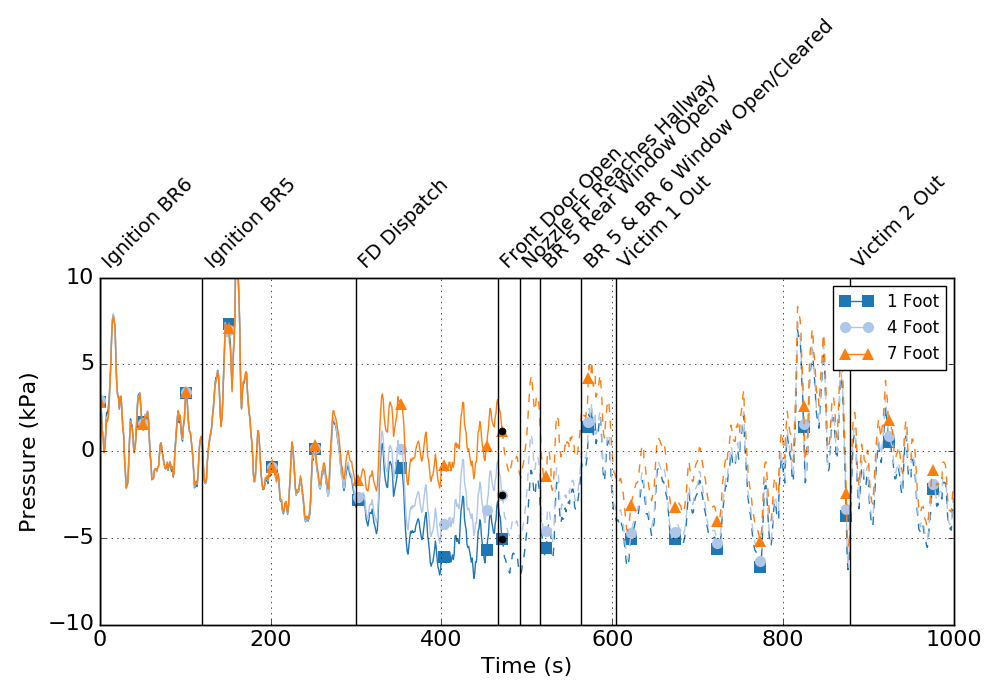 Ignition BR6
Ignition BR5
FD Dispatch
Front Door Open
Nozzle FF Reaches Hallway
BR 5 Rear Window Open
BR 5 & BR 6 Window Open/Cleared
Victim 1 Out
Victim 2 Out
10
5
0
−5
−10
Pressure (kPa)
1 Foot
4 Foot
7 Foot
0
200
400
600
800
1000
Time (s)